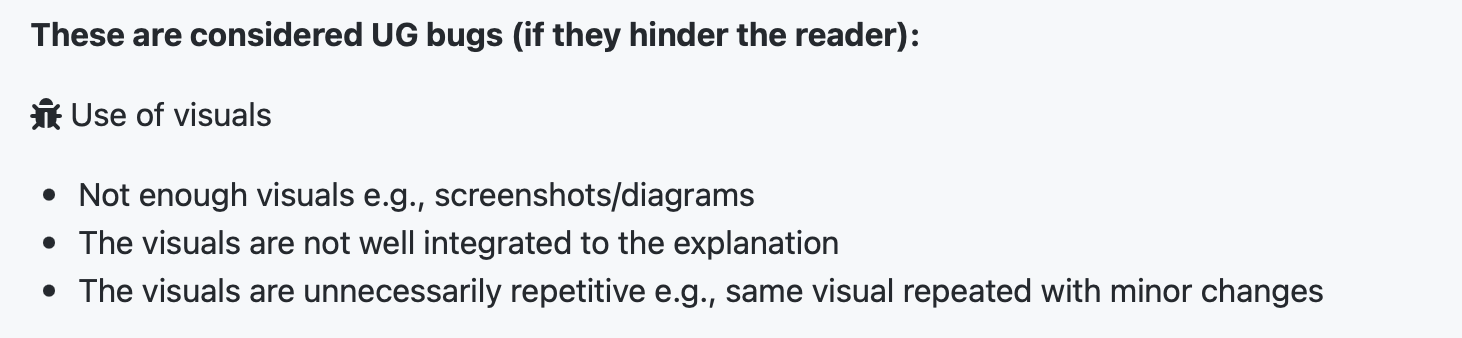 These are considered UG bugs (if they hinder the reader):
Use of visuals
• Not enough visuals e.g., screenshots/diagrams
• The visuals are not well integrated to the explanation
• The visuals are unnecessarily repetitive e.g., same visual repeated with minor changes